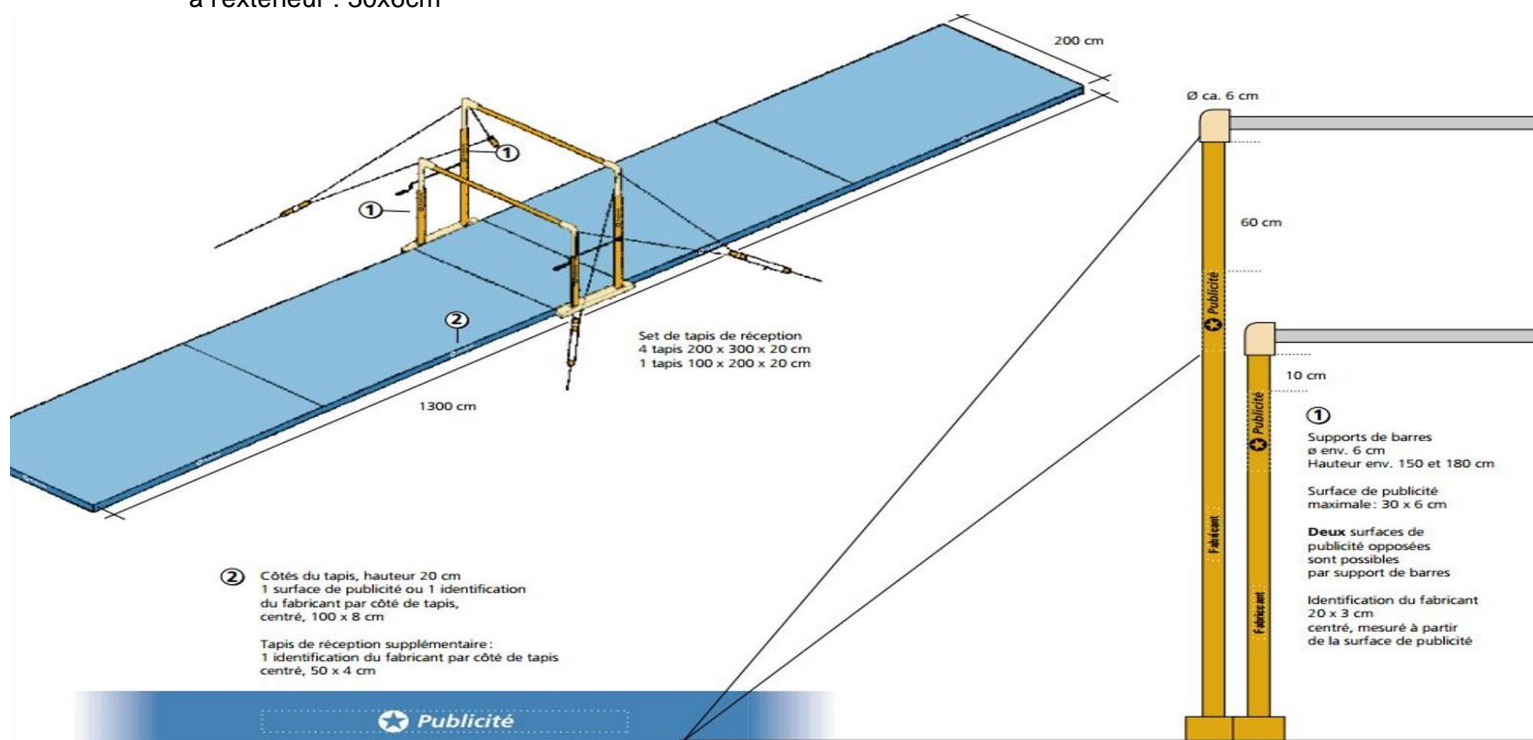 à l'extérieur : 30x6cm
200 cm
Ø ca. 6 cm
1
1
60 cm
Publicité
2
Set de tapis de réception
4 tapis 200 x 300 x 20 cm
1 tapis 100 x 200 x 20 cm
1300 cm
10 cm
Publicité
1
Supports de barres
ø env. 6 cm
Hauteur env. 150 et 180 cm
Surface de publicité
maximale: 30 x 6 cm
Deux surfaces de
publicité opposées
sont possibles
par support de barres
Identification du fabricant
20 x 3 cm
centré, mesuré à partir
de la surface de publicité
Fabricant
Fabriccant
2
Côtés du tapis, hauteur 20 cm
1 surface de publicité ou 1 identification
du fabricant par côté de tapis,
centré, 100 x 8 cm
Tapis de réception supplémentaire:
1 identification du fabricant par côté de tapis
centré, 50 x 4 cm
Publicité